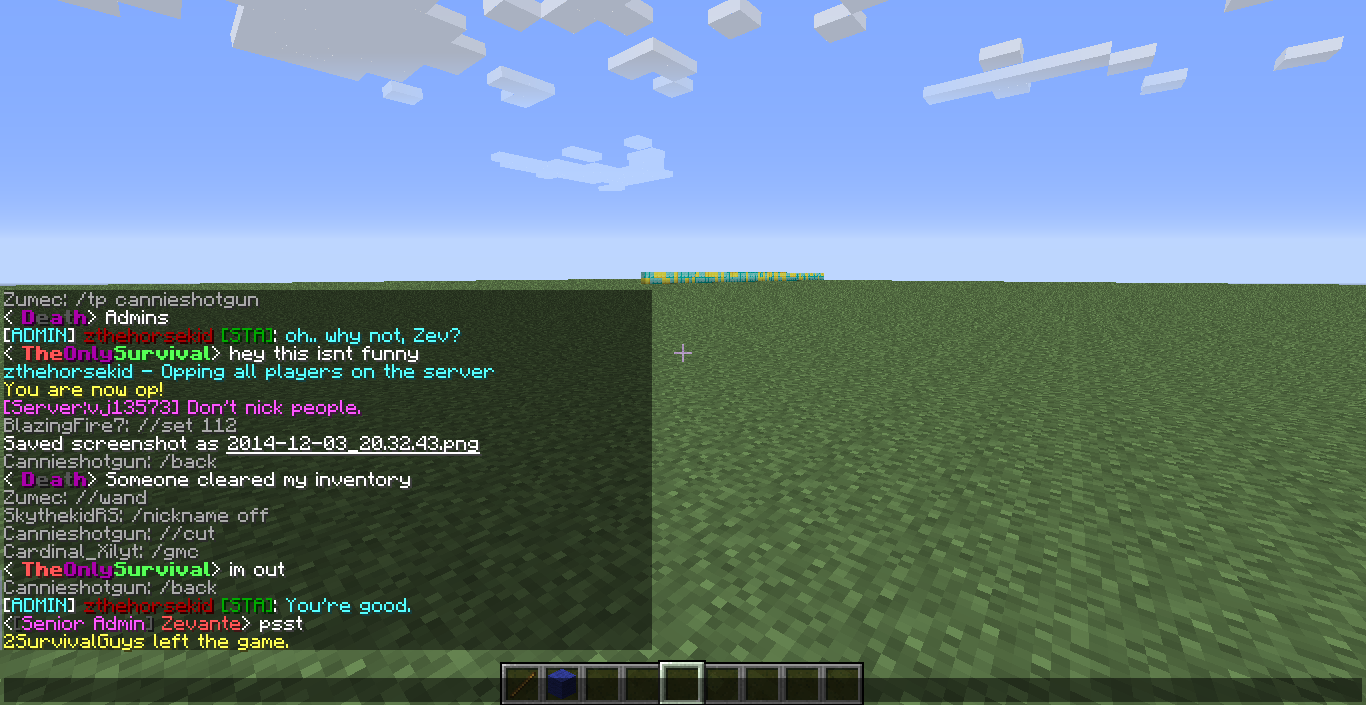 Zumec: /tp cannieshotgun
< Death> Admins
[ADMIN] zthehorsekid [STA]: oh.. why not, Zev?
< TheOnlySurvival> hey this isnt funny
zthehorsekid - Opping all players on the server
You are now op!
[Server:vj13573] Don't nick people.
BlazingFire7: //set 112
Saved screenshot as 2014-12-03_20.32.43.png
Cannieshotgun: /back
< Death> Someone cleared my inventory
Zumec: //wand
SkythekidRS: /nickname off
Cannieshotgun: //cut
Cardinal_Xilyt: /gmc
< TheOnlySurvival> im out
Cannieshotgun: /back
[ADMIN] zthehorsekid [STA]: You're good.
<[Senior Admin] Zevante> psst
2SurvivalGuys left the game.